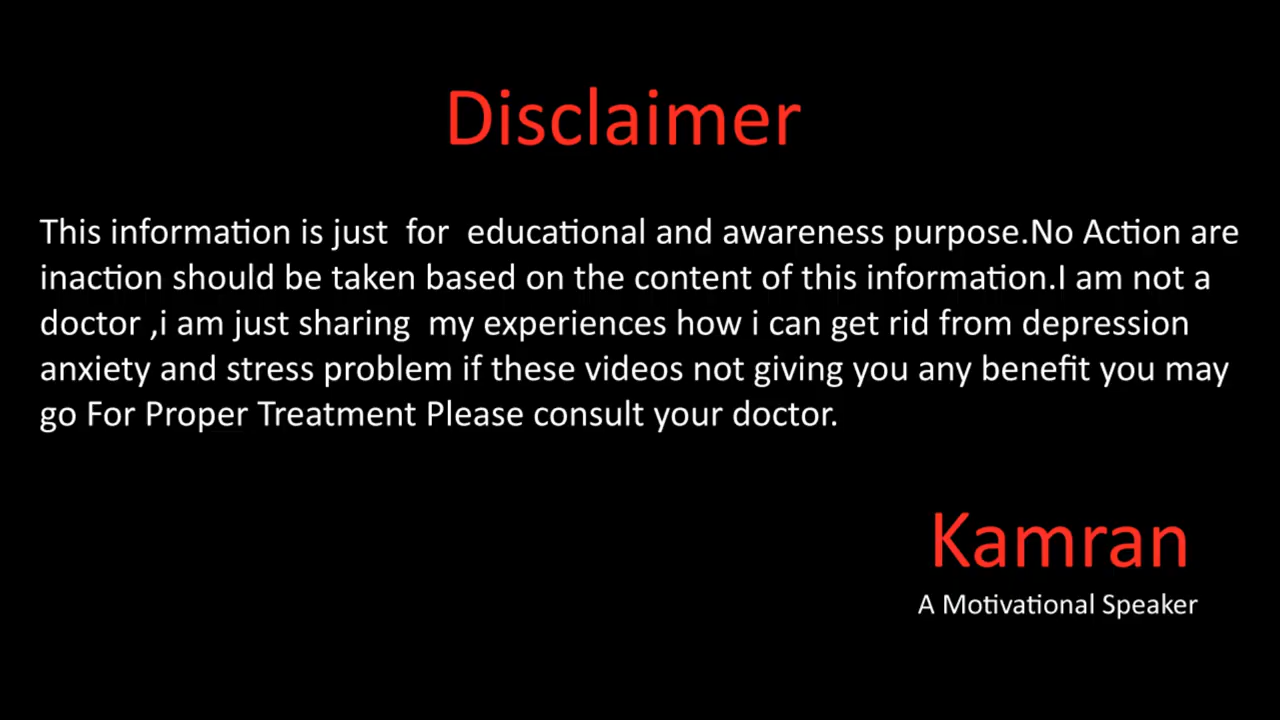 Disclaimer
This information is just  for  educational and awareness purpose.No Action are
inaction should be taken based on the content of this information.I am not a
doctor ,i am just sharing  my experiences how i can get rid from depression
anxiety and stress problem if these videos not giving you any benefit you may
go For Proper Treatment Please consult your doctor.
Kamran
A Motivational Speaker